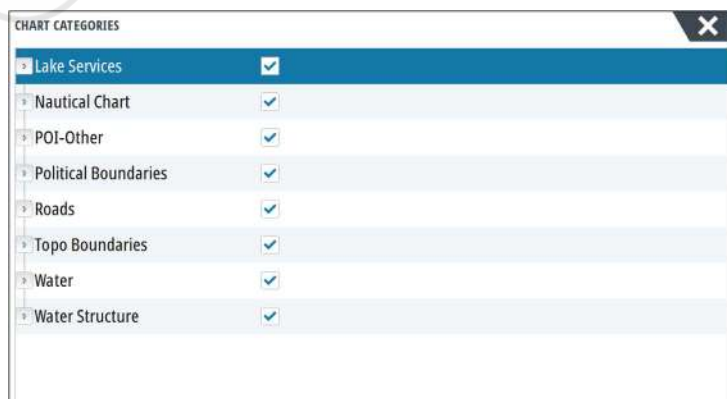 CHART CATEGORIES
Lake Services
Nautical Chart
POI-Other
Political Boundaries
Roads
Topo Boundaries
Water
Water Structure